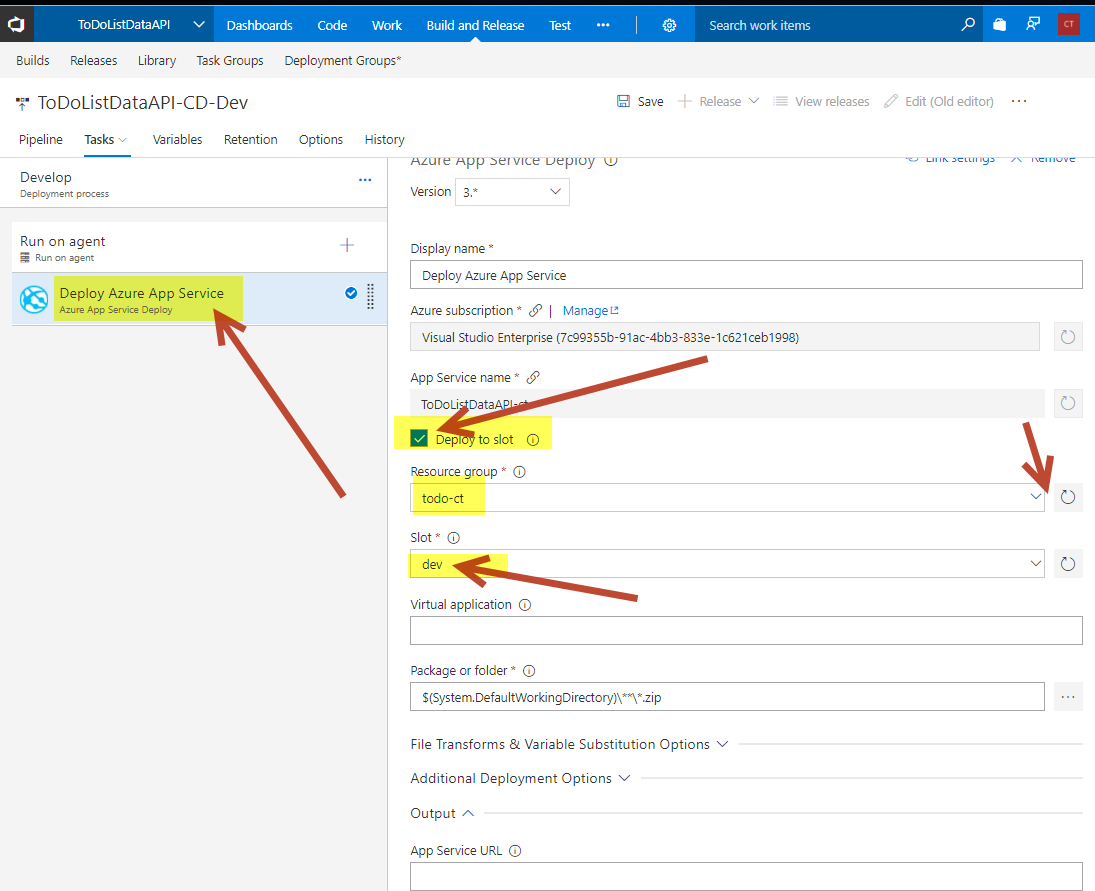 ToDoListDataAPI Dashboards Code Work Build and Release Test Search work items CT
Builds Releases Library Task Groups Deployment Groups*
ToDoListDataAPI-CD-Dev Save Release View releases Edit (Old editor)
Pipeline Tasks Variables Retention Options History
Develop
Deployment process
Run on agent
Run on agent
Deploy Azure App Service
Azure App Service Deploy
Azure App Service Deploy Link settings Remove
Version 3.*
Display name *
Deploy Azure App Service
Azure subscription * | Manage
Visual Studio Enterprise (7c99355b-91ac-4bb3-833e-1c621ceb1998)
App Service name *
ToDoListDataAPI-ct
Deploy to slot
Resource group *
todo-ct
Slot *
dev
Virtual application
Package or folder *
$(System.DefaultWorkingDirectory)\**\*.zip
File Transforms & Variable Substitution Options
Additional Deployment Options
Output
App Service URL